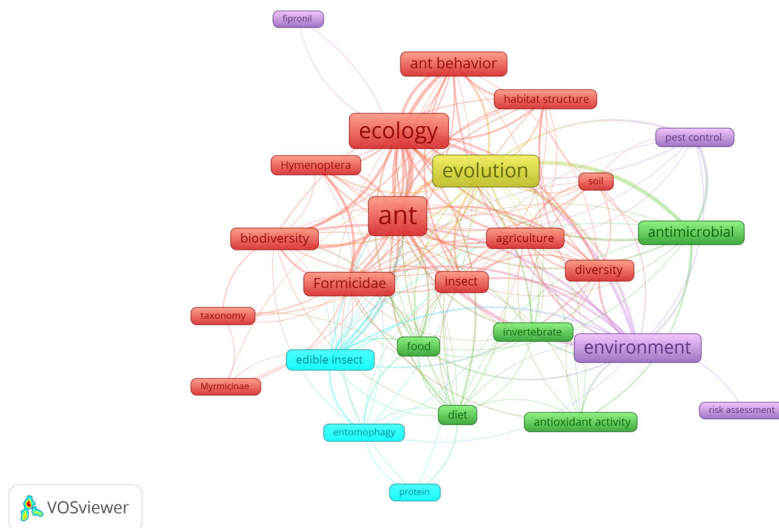 fipronil
ant behavior
habitat structure
ecology
pest control
Hymenoptera
evolution
soil
ant
antimicrobial
biodiversity
agriculture
diversity
Formicidae
insect
taxonomy
invertebrate
food
environment
edible insect
Myrmicinae
diet
risk assessment
antioxidant activity
entomophagy
protein
VOSviewer